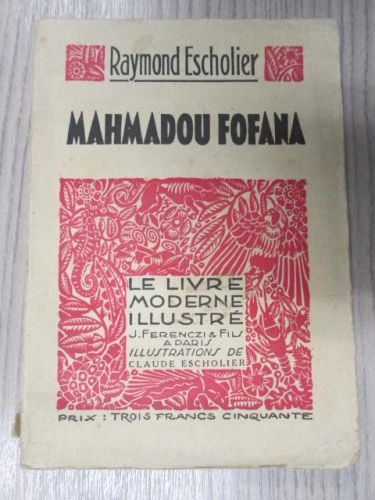 Raymond Escholier
MAHMADOU FOFANA
LE LIVRE
MODERNE
ILLUSTRÉ
J. FERENCZI & FILS
A PARIS
ILLUSTRATIONS DE
CLAUDE ESCHOLIER
PRIX : TROIS FRANCS CINQUANTE